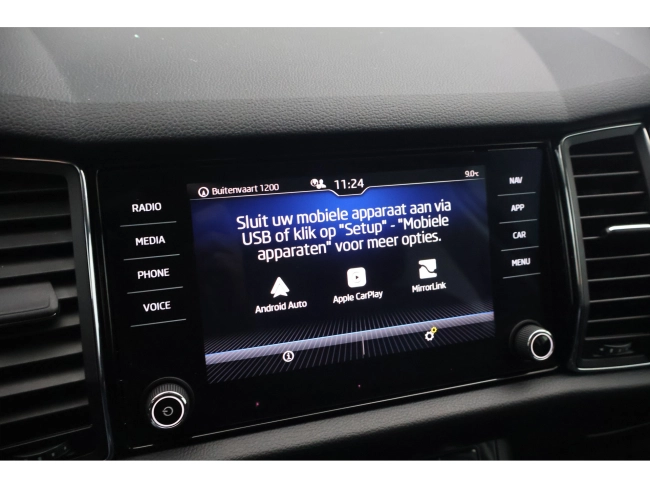 Buitenvaart 1200
11:24
9.0°C
RADIO
MEDIA
PHONE
VOICE
Sluit uw mobiele apparaat aan via
USB of klik op "Setup" - "Mobiele
apparaten" voor meer opties.
Android Auto
Apple CarPlay
MirrorLink
NAV
APP
CAR
MENU